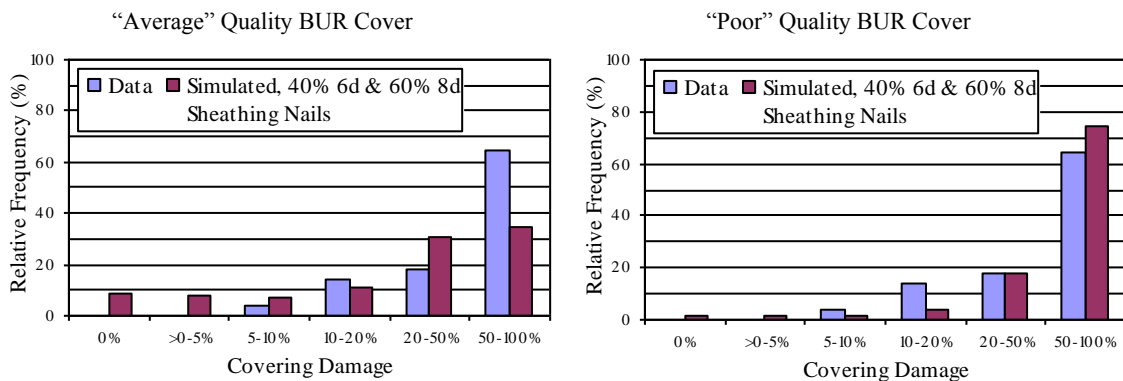 “Average” Quality BUR Cover
100
80
60
40
20
0
Relative Frequency (%)
Data
Simulated, 40% 6d & 60% 8d
Sheathing Nails
0%
>0-5%
5-10%
10-20%
20-50%
50-100%
Covering Damage
“Poor” Quality BUR Cover
100
80
60
40
20
0
Relative Frequency (%)
Data
Simulated, 40% 6d & 60% 8d
Sheathing Nails
0%
>0-5%
5-10%
10-20%
20-50%
50-100%
Covering Damage